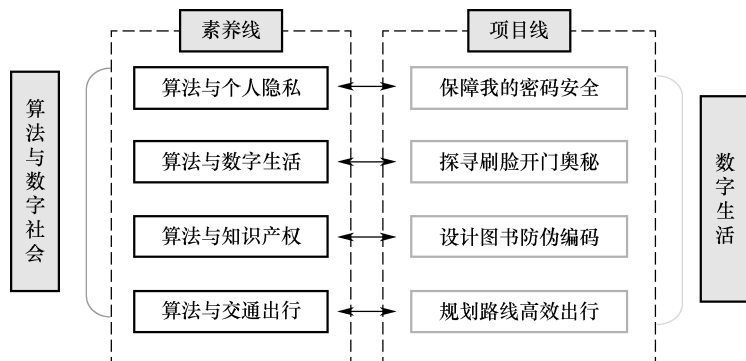 素养线
项目线
算法与数字社会
算法与个人隐私
保障我的密码安全
算法与数字生活
探寻刷脸开门奥秘
算法与知识产权
设计图书防伪编码
算法与交通出行
规划路线高效出行
数字生活